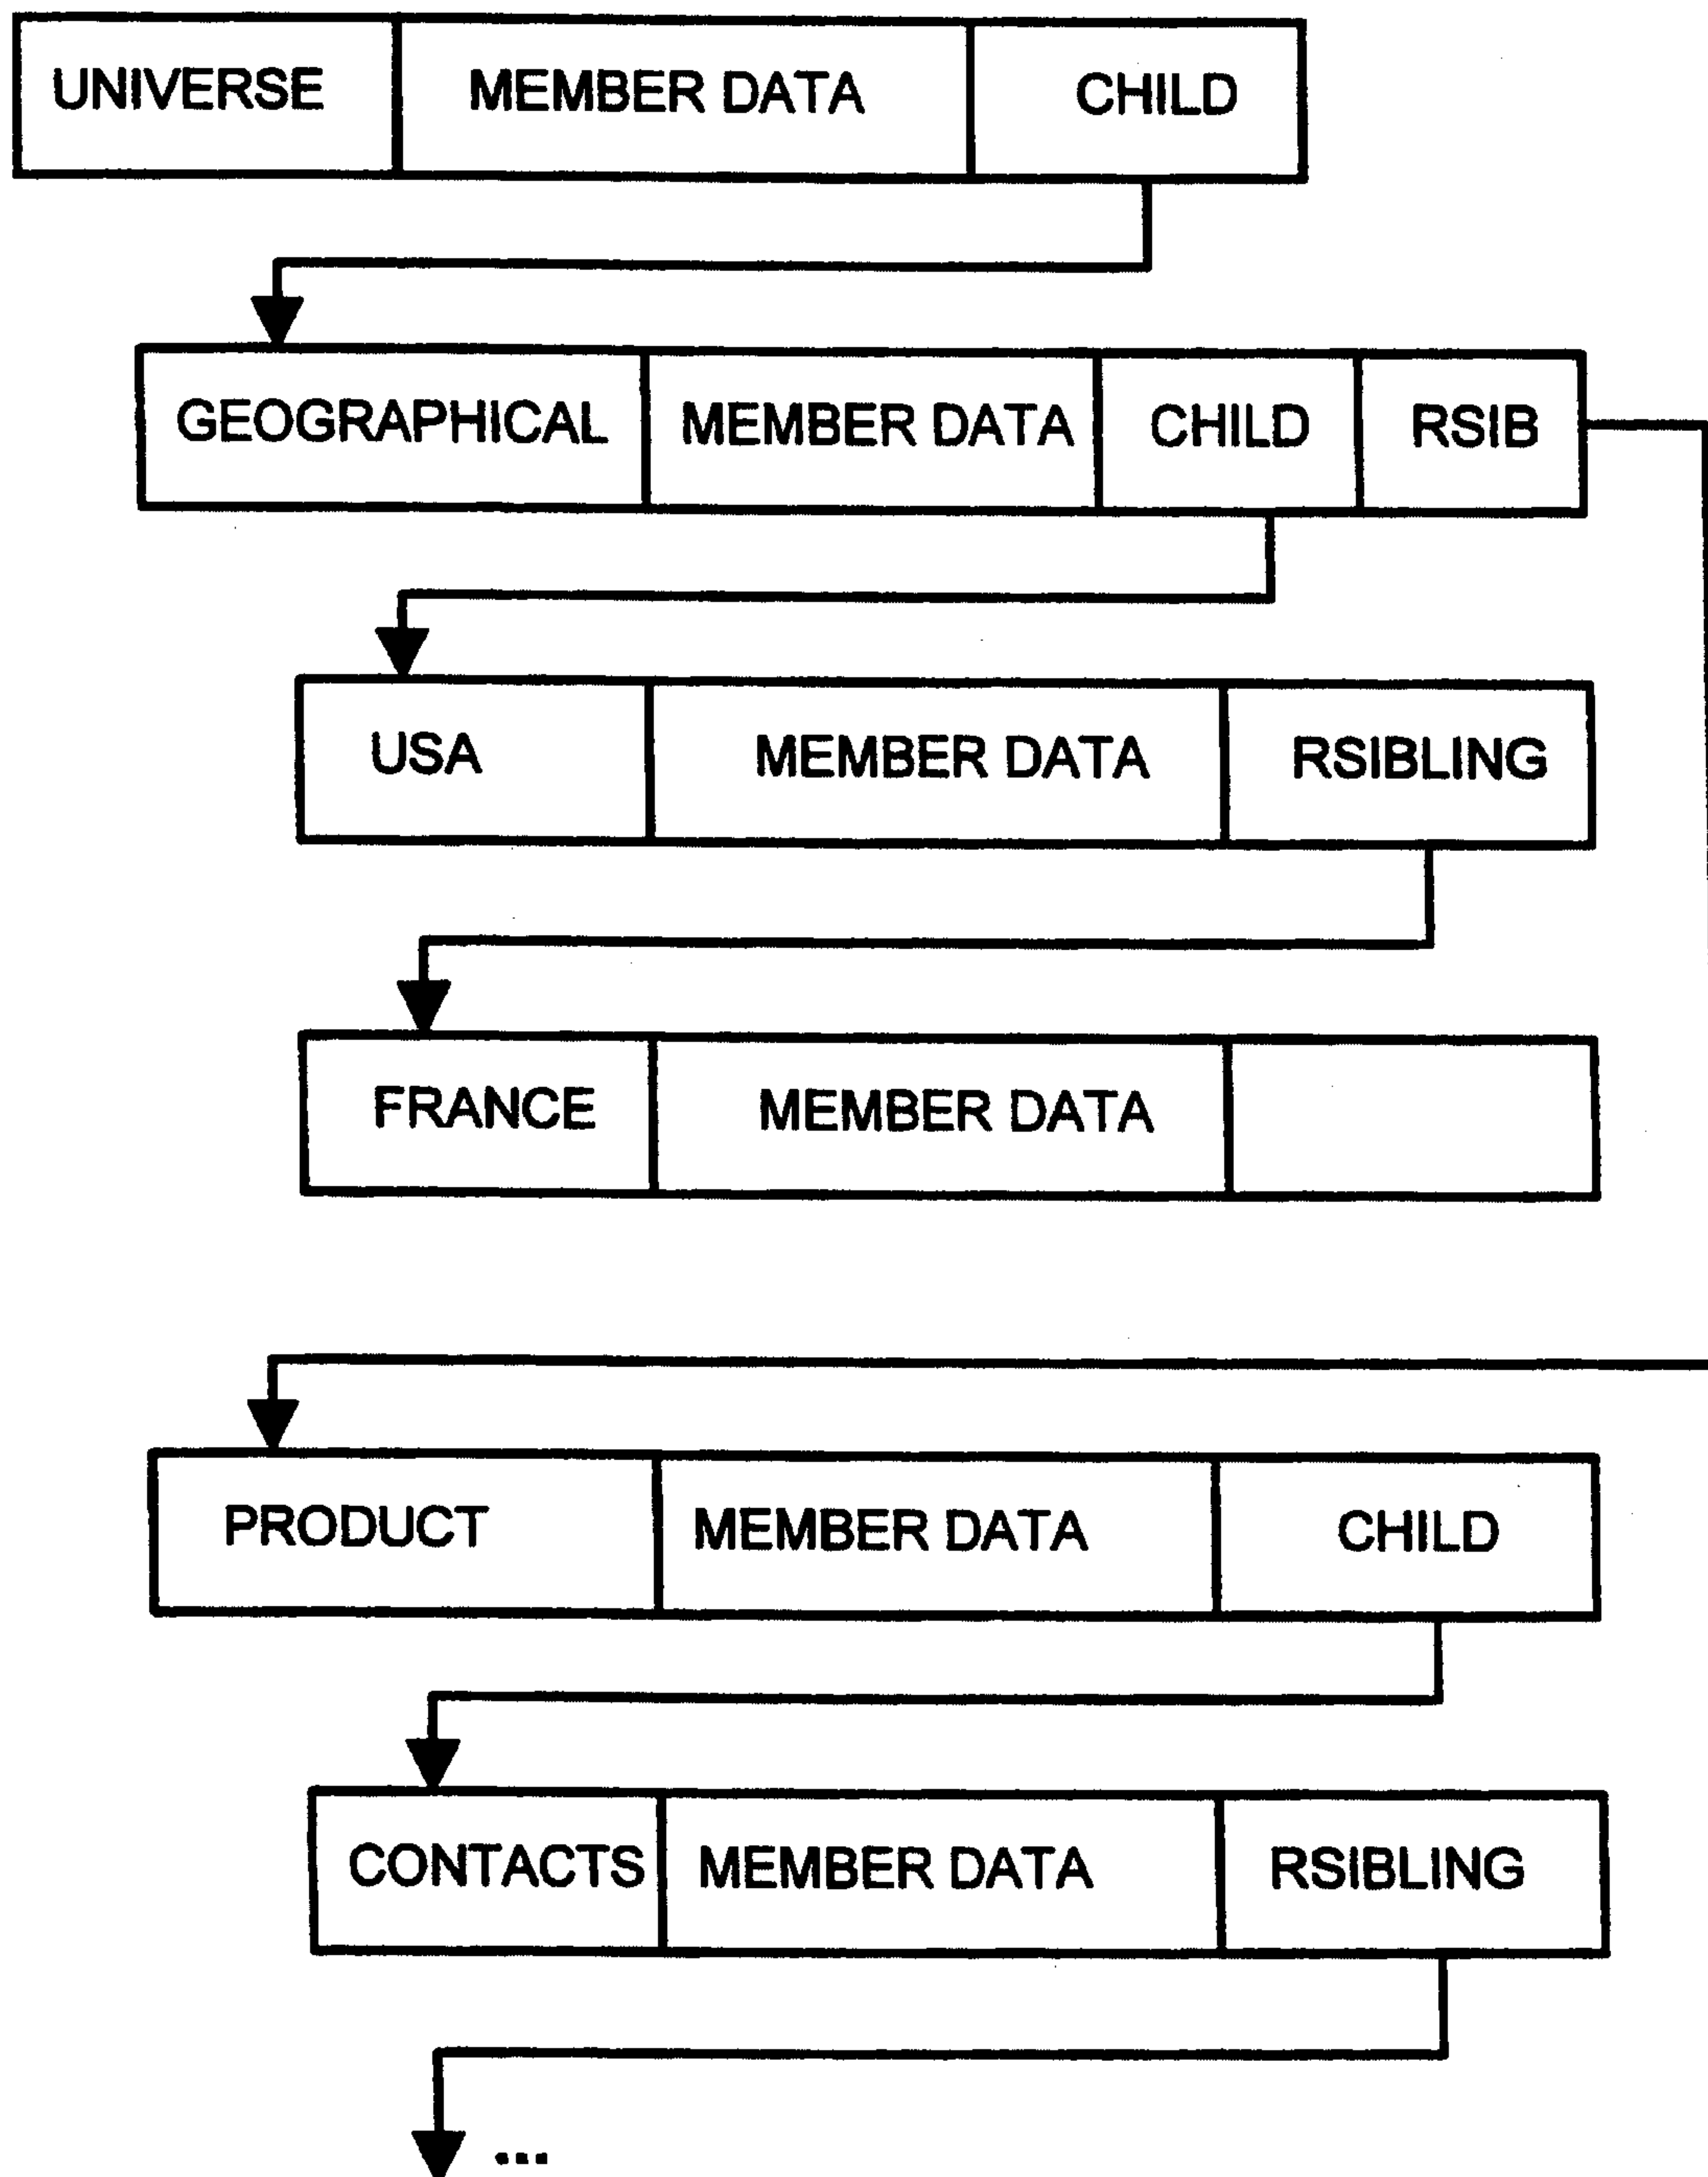 UNIVERSE MEMBER DATA CHILD
GEOGRAPHICAL MEMBER DATA CHILD RSIB
USA MEMBER DATA RSIBLING
FRANCE MEMBER DATA
PRODUCT MEMBER DATA CHILD
CONTACTS MEMBER DATA RSIBLING
...